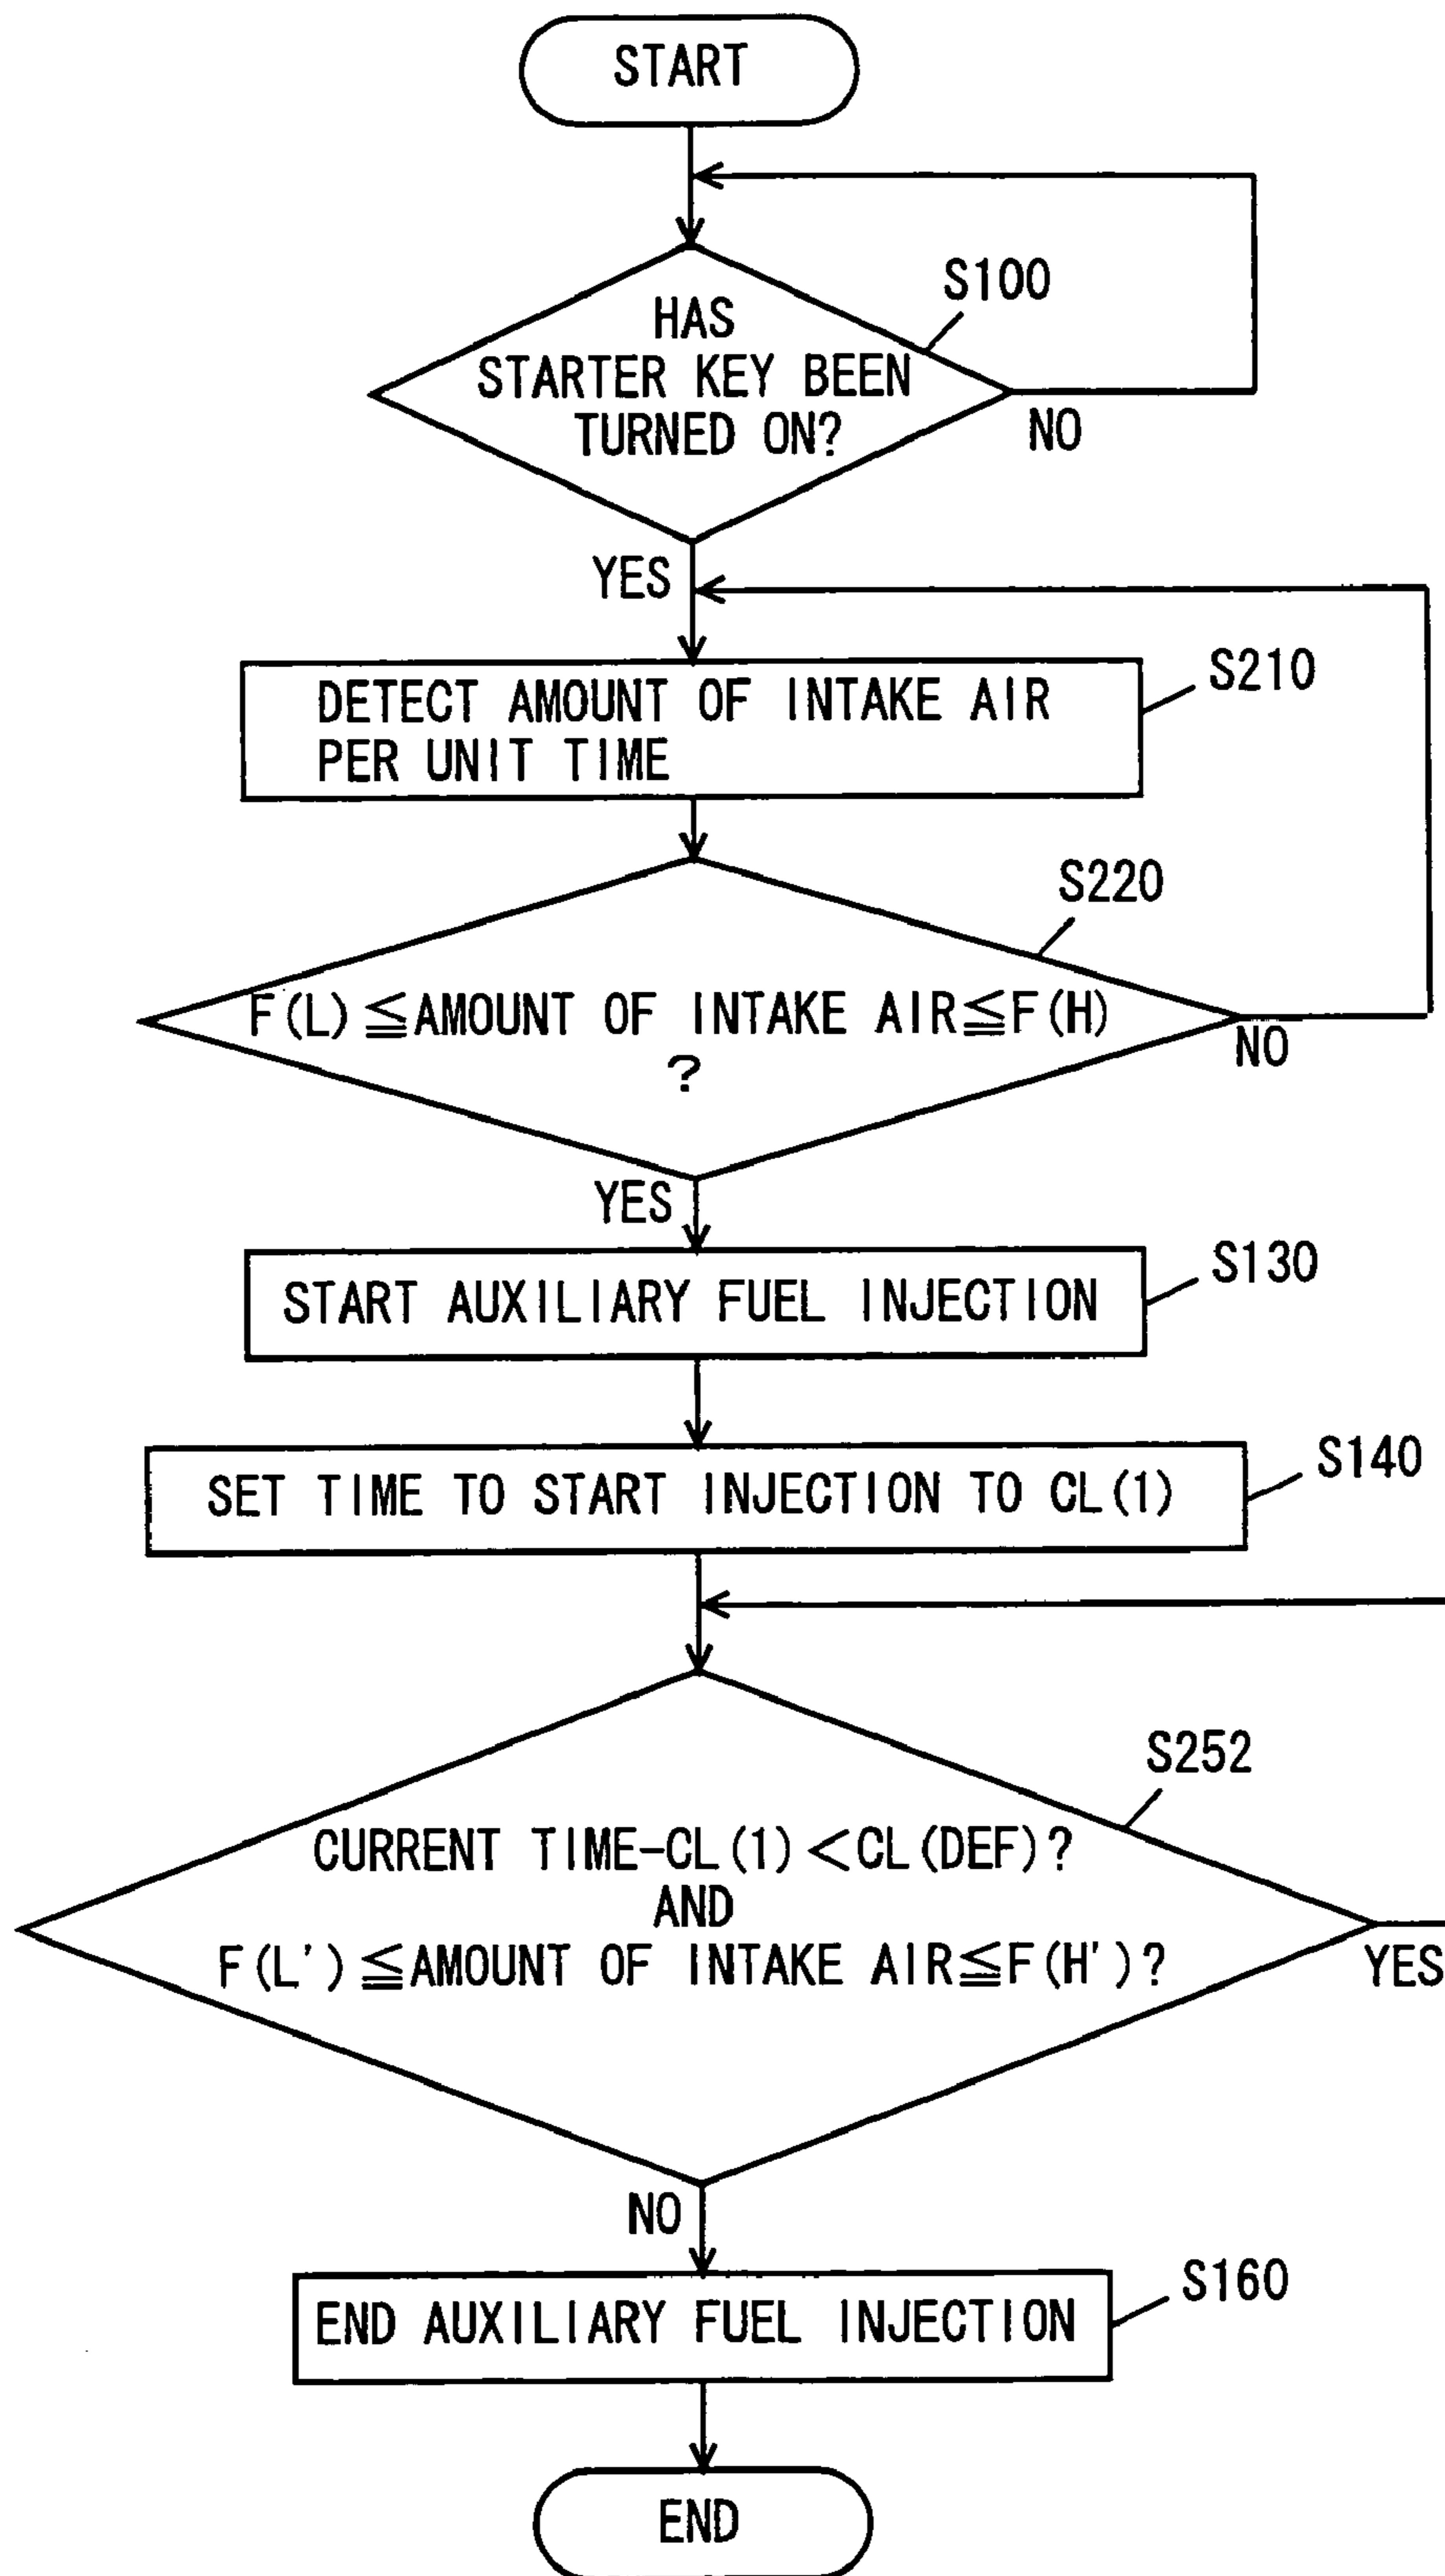 START
S100
HAS
STARTER KEY BEEN
TURNED ON?
NO
YES
S210
DETECT AMOUNT OF INTAKE AIR
PER UNIT TIME
S220
F(L)≦AMOUNT OF INTAKE AIR≦F(H)
?
NO
YES
S130
START AUXILIARY FUEL INJECTION
S140
SET TIME TO START INJECTION TO CL(1)
S252
CURRENT TIME-CL(1)<CL(DEF)?
AND
F(L')≦AMOUNT OF INTAKE AIR≦F(H')?
YES
NO
S160
END AUXILIARY FUEL INJECTION
END